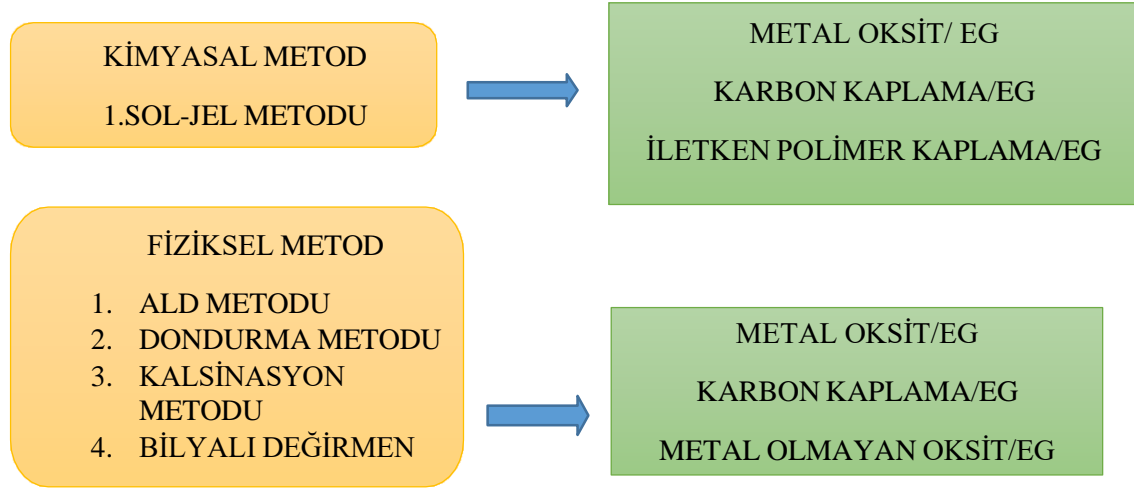 KİMYASAL METOD
1.SOL-JEL METODU
METAL OKSİT/ EG
KARBON KAPLAMA/EG
İLETKEN POLİMER KAPLAMA/EG
FİZİKSEL METOD
1. ALD METODU
2. DONDURMA METODU
3. KALSİNASYON
METODU
4. BİLYALI DEĞİRMEN
METAL OKSİT/EG
KARBON KAPLAMA/EG
METAL OLMAYAN OKSİT/EG